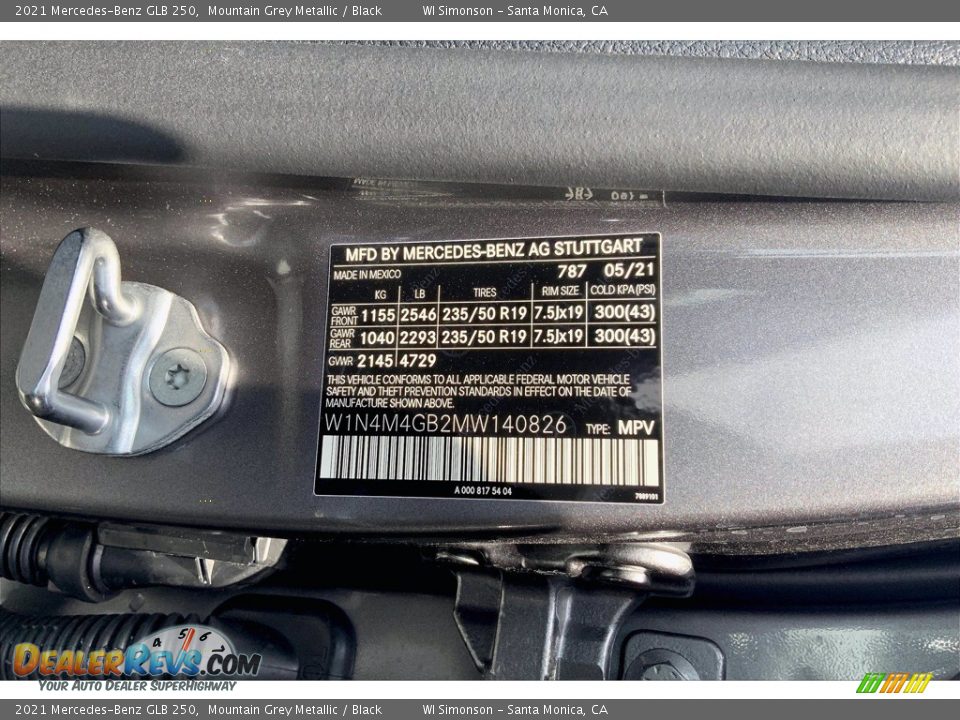 2021 Mercedes-Benz GLB 250, Mountain Grey Metallic / Black WI Simonson - Santa Monica, CA
MFD BY MERCEDES-BENZ AG STUTTGART
MADE IN MEXICO 787 05/21
KG LB TIRES RIM SIZE COLD KPA (PSI)
GAWR FRONT 1155 2546 235/50 R19 7.5Jx19 300(43)
GAWR REAR 1040 2293 235/50 R19 7.5Jx19 300(43)
GVWR 2145 4729
THIS VEHICLE CONFORMS TO ALL APPLICABLE FEDERAL MOTOR VEHICLE
SAFETY AND THEFT PREVENTION STANDARDS IN EFFECT ON THE DATE OF
MANUFACTURE SHOWN ABOVE.
W1N4M4GB2MW140826 TYPE: MPV
A 000 817 54 04 7889101
4 5 6
DEALERREVS.COM
YOUR AUTO DEALER SUPERHIGHWAY
2021 Mercedes-Benz GLB 250, Mountain Grey Metallic / Black WI Simonson - Santa Monica, CA